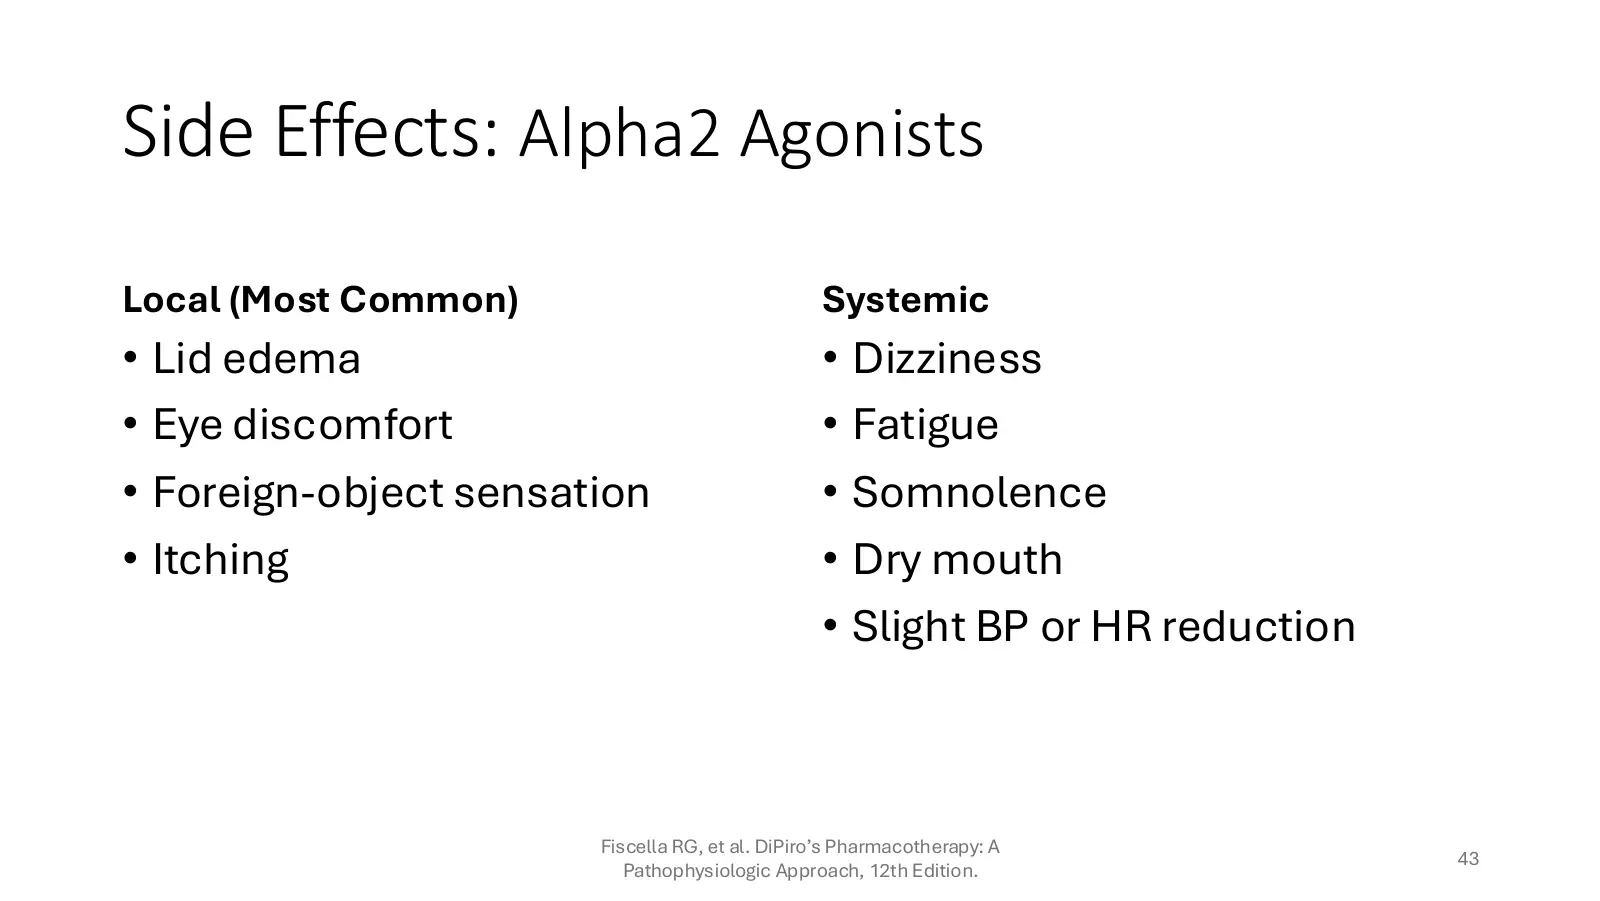 Side Effects: Alpha2 Agonists
Local (Most Common)
• Lid edema
• Eye discomfort
• Foreign-object sensation
• Itching
Systemic
• Dizziness
• Fatigue
• Somnolence
• Dry mouth
• Slight BP or HR reduction
Fiscella RG, et al. DiPiro’s Pharmacotherapy: A
Pathophysiologic Approach, 12th Edition.
43